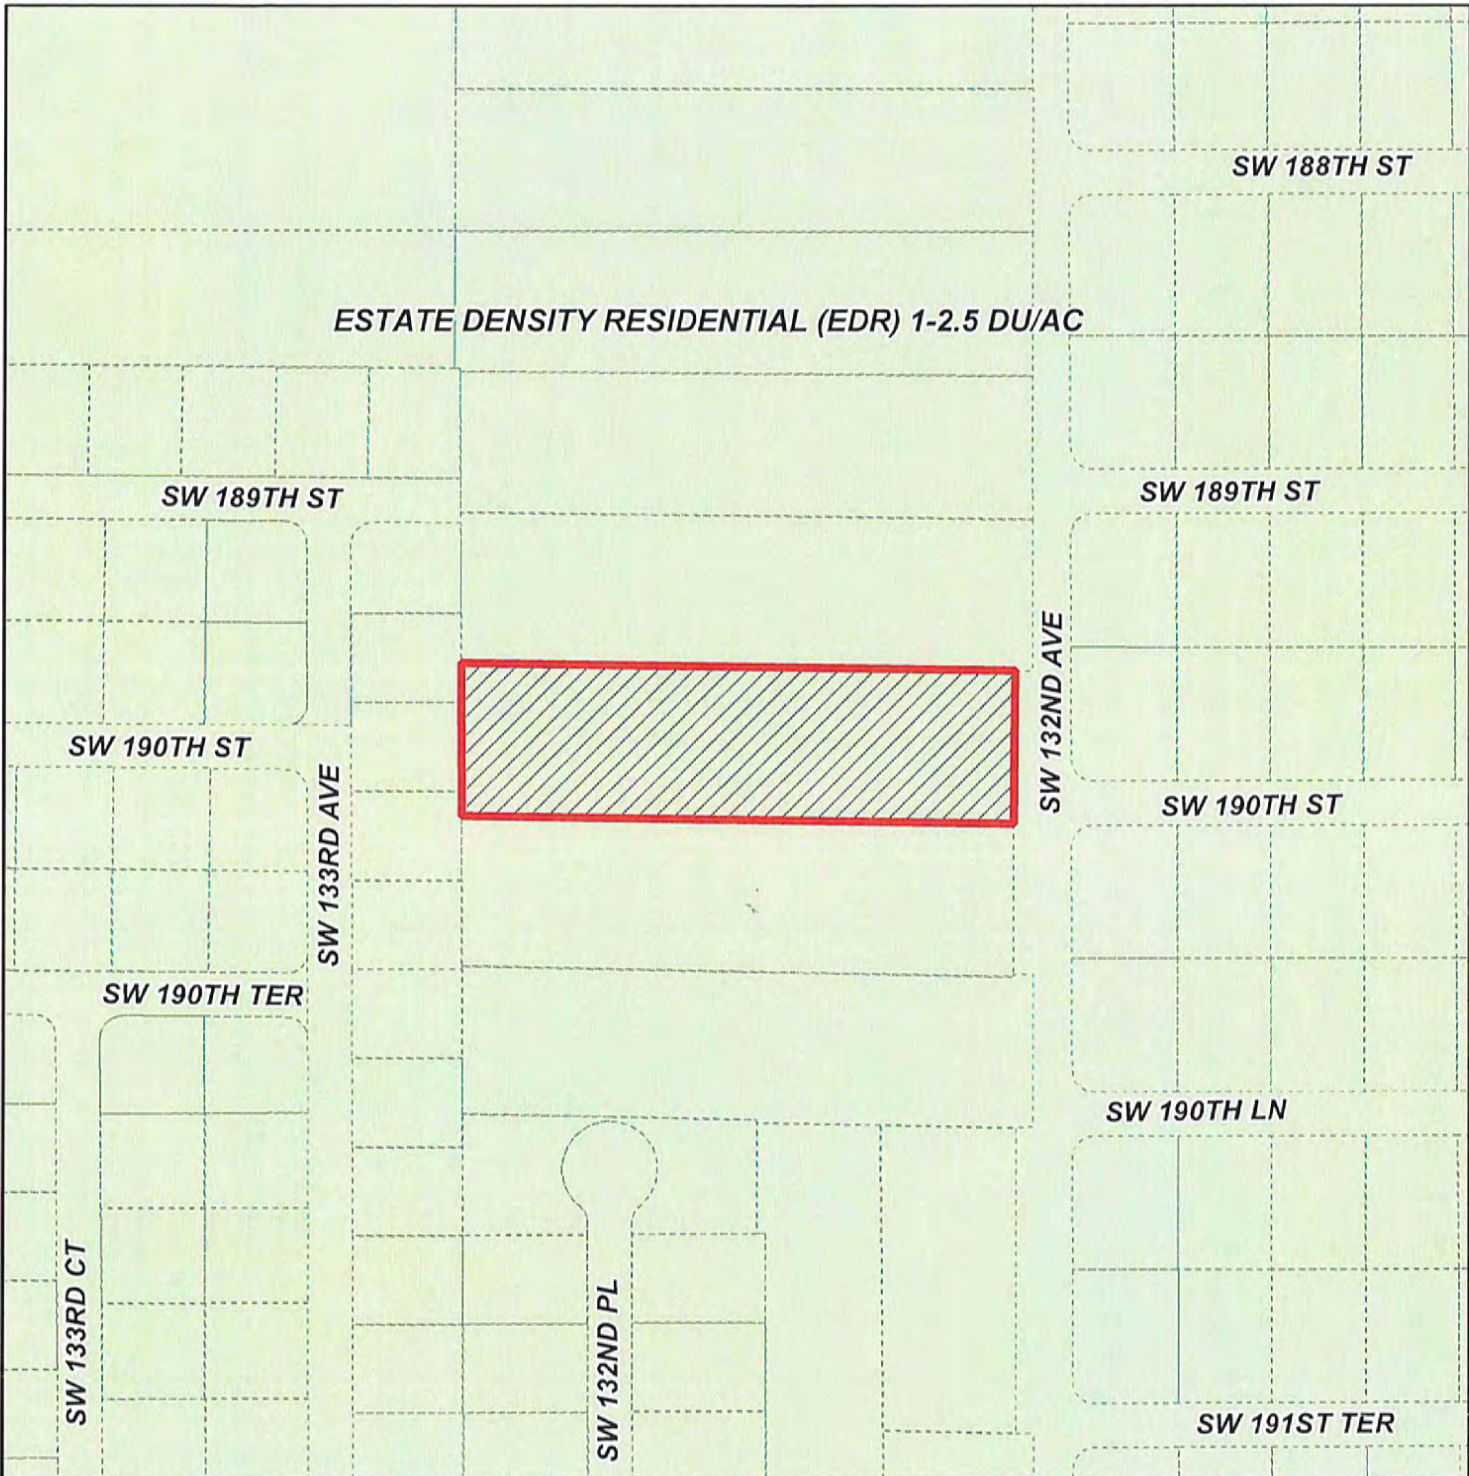 SW 188TH ST
ESTATE DENSITY RESIDENTIAL (EDR) 1-2.5 DU/AC
SW 189TH ST
SW 189TH ST
SW 132ND AVE
SW 190TH ST
SW 190TH ST
SW 133RD AVE
SW 190TH TER
SW 190TH LN
SW 133RD CT
SW 132ND PL
SW 191ST TER